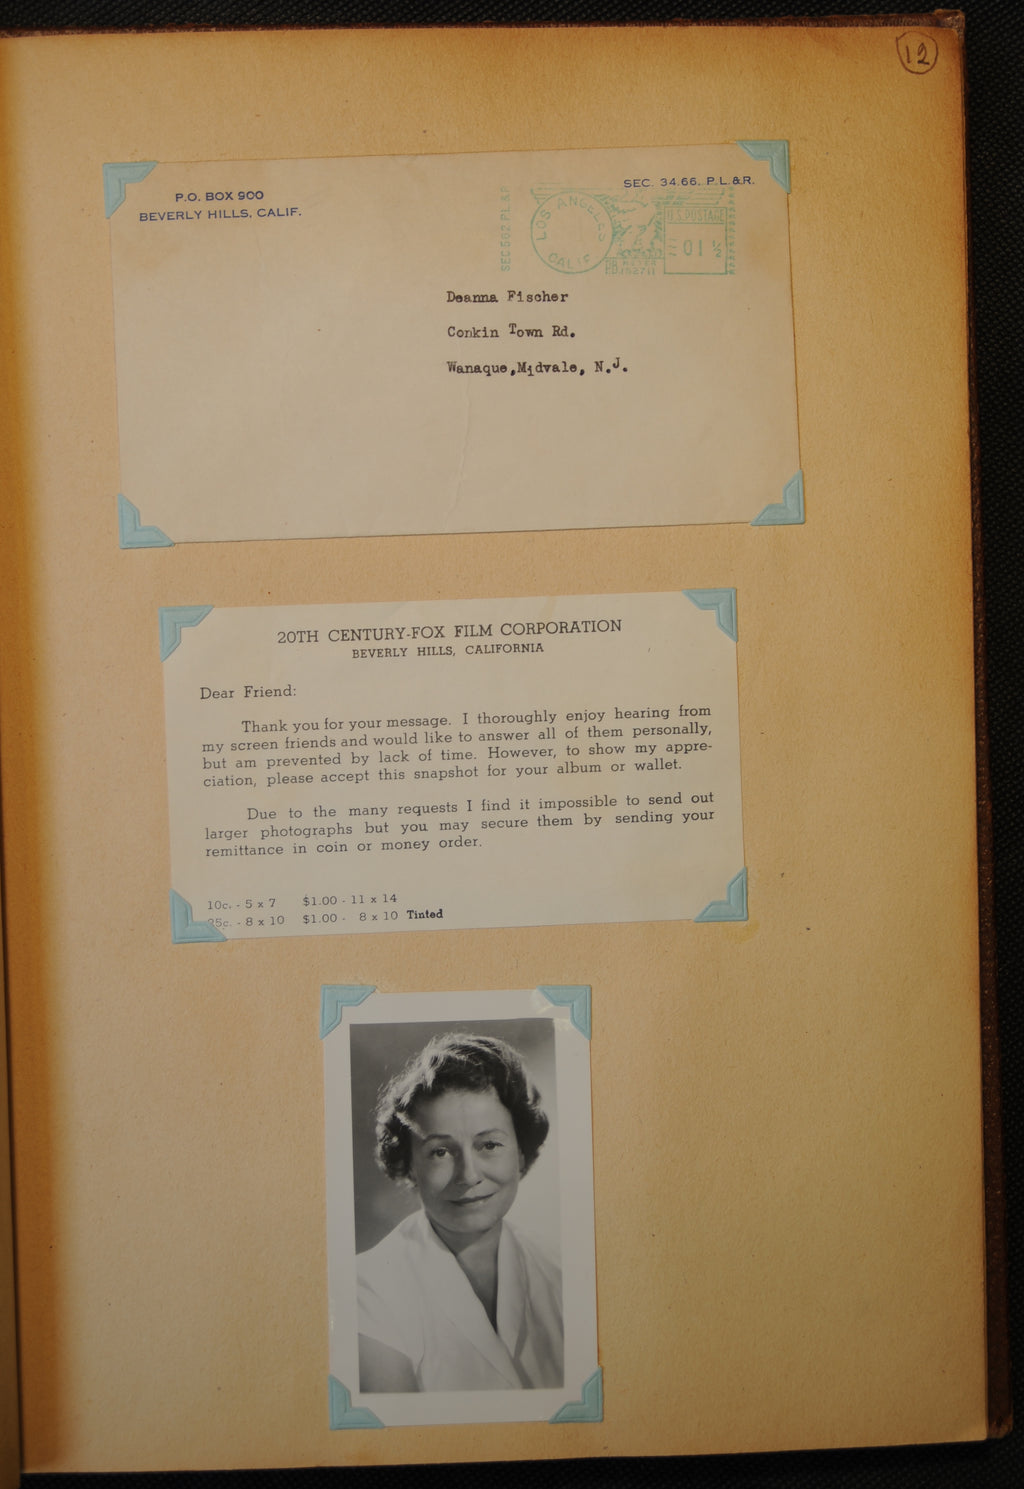 12
P.O. BOX 900
BEVERLY HILLS, CALIF.
SEC. 34.66. P.L.&R.
SEC 562 P.L.&R
LOS ANGELES
CALIF
U.S. POSTAGE
01 ½
METER
Deanna Fischer
Conkin Town Rd.
Wanaque,Midvale, N.J.
20TH CENTURY-FOX FILM CORPORATION
BEVERLY HILLS, CALIFORNIA
Dear Friend:
Thank you for your message. I thoroughly enjoy hearing from
my screen friends and would like to answer all of them personally,
but am prevented by lack of time. However, to show my appre-
ciation, please accept this snapshot for your album or wallet.
Due to the many requests I find it impossible to send out
larger photographs but you may secure them by sending your
remittance in coin or money order.
10c. - 5 x 7 $1.00 - 11 x 14
25c. - 8 x 10 $1.00 - 8 x 10 Tinted